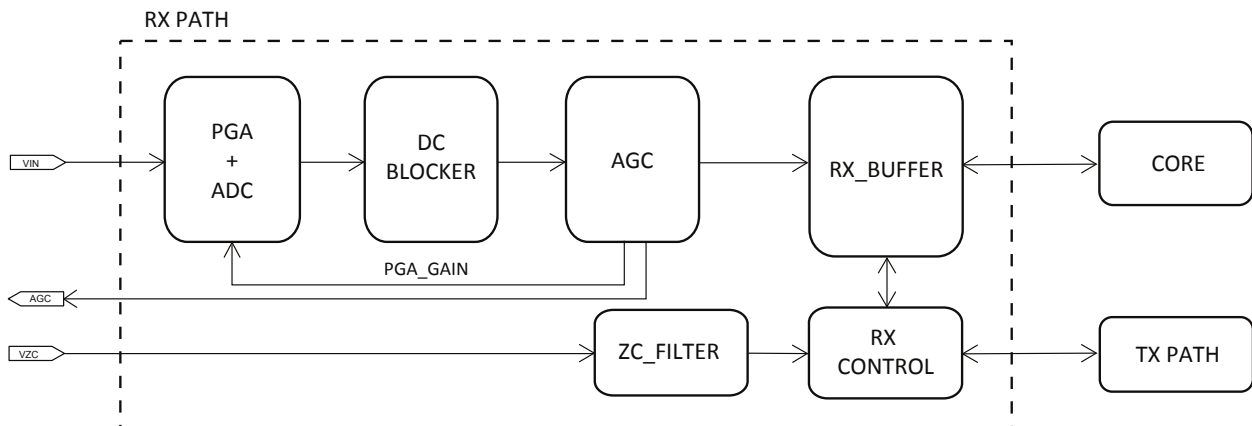 RX PATH
PGA
+
ADC
DC
BLOCKER
AGC
RX_BUFFER
CORE
VIN
PGA_GAIN
AGC
VZC
ZC_FILTER
RX
CONTROL
TX PATH